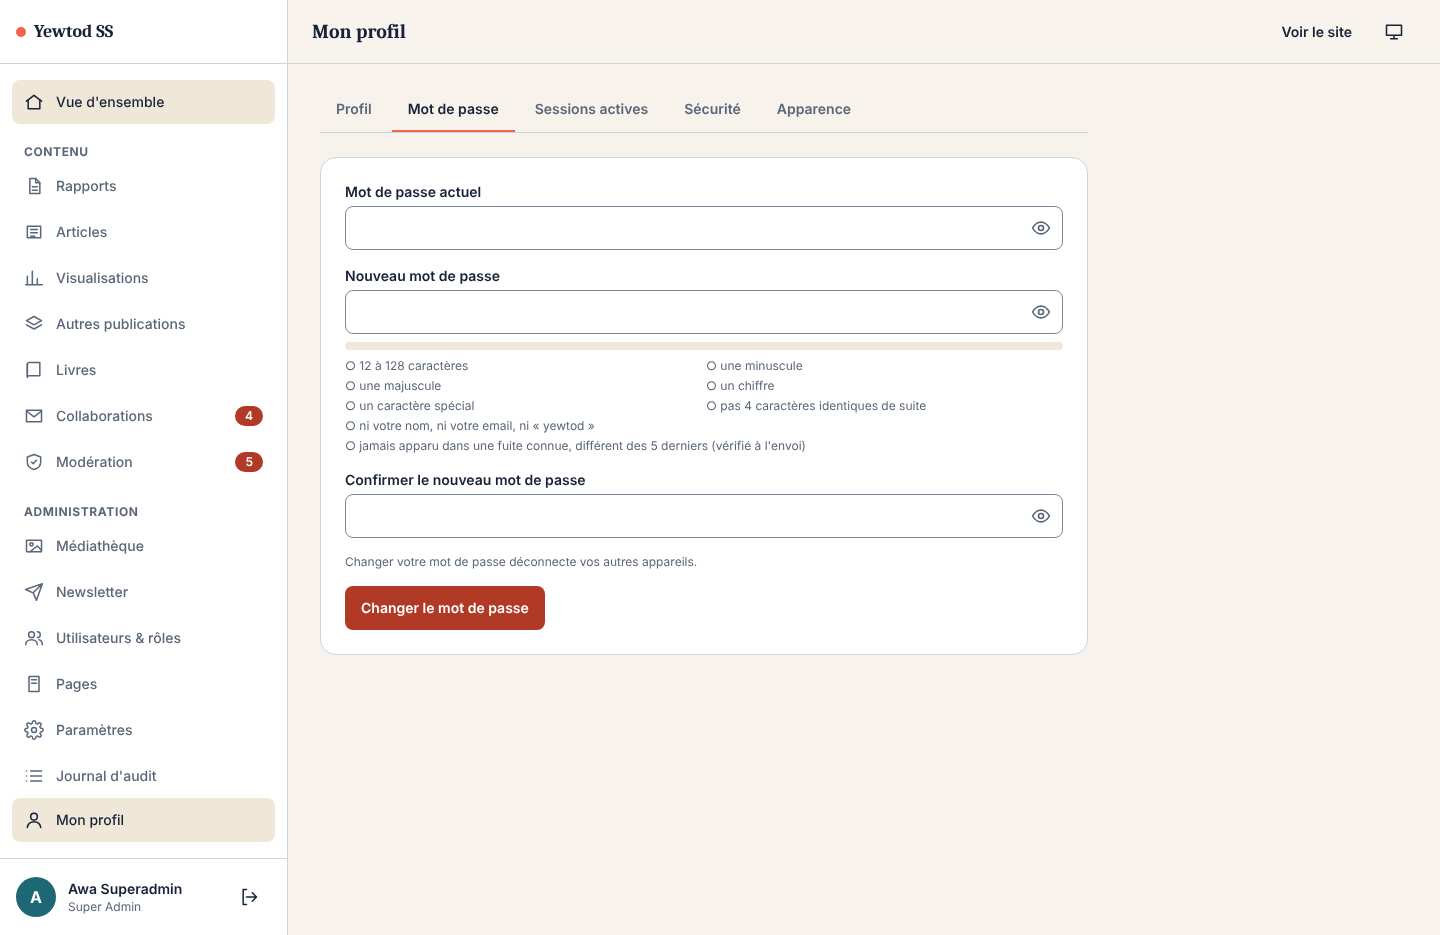 Yewtod SS
Mon profil
Voir le site
Vue d'ensemble
CONTENU
Rapports
Articles
Visualisations
Autres publications
Livres
Collaborations 4
Modération 5
ADMINISTRATION
Médiathèque
Newsletter
Utilisateurs & rôles
Pages
Paramètres
Journal d'audit
Mon profil
A
Awa Superadmin
Super Admin
Profil Mot de passe Sessions actives Sécurité Apparence
Mot de passe actuel
Nouveau mot de passe
12 à 128 caractères
une minuscule
une majuscule
un chiffre
un caractère spécial
pas 4 caractères identiques de suite
ni votre nom, ni votre email, ni « yewtod »
jamais apparu dans une fuite connue, différent des 5 derniers (vérifié à l'envoi)
Confirmer le nouveau mot de passe
Changer votre mot de passe déconnecte vos autres appareils.
Changer le mot de passe